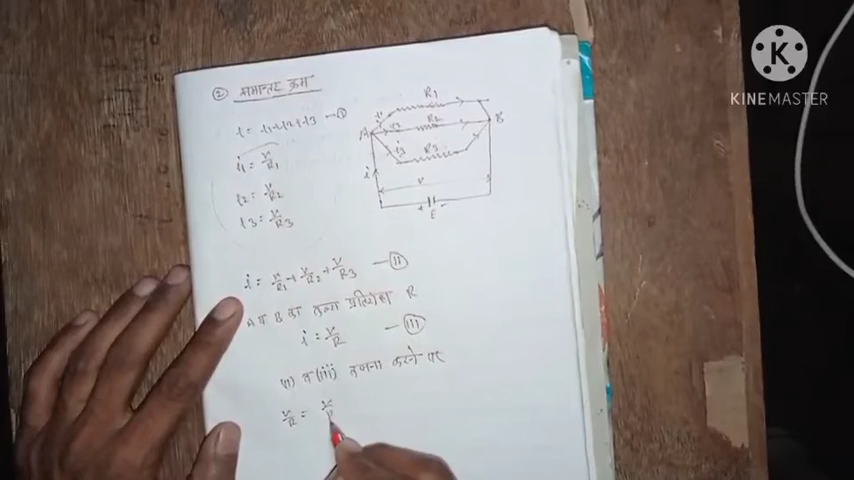 ② समान्तर क्रम
i = i1+i2+i3 —①
i1 = V/R1
i2 = V/R2
i3 = V/R3
R1
R2
R3
A
B
i3
i
V
+ -
E
i = V/R1 + V/R2 + V/R3 —(ii)
A व B का तुल्य प्रतिरोध R
i = V/R —(iii)
(ii) व (iii) तुलना करने पर
V/R = V/
K
KINEMASTER